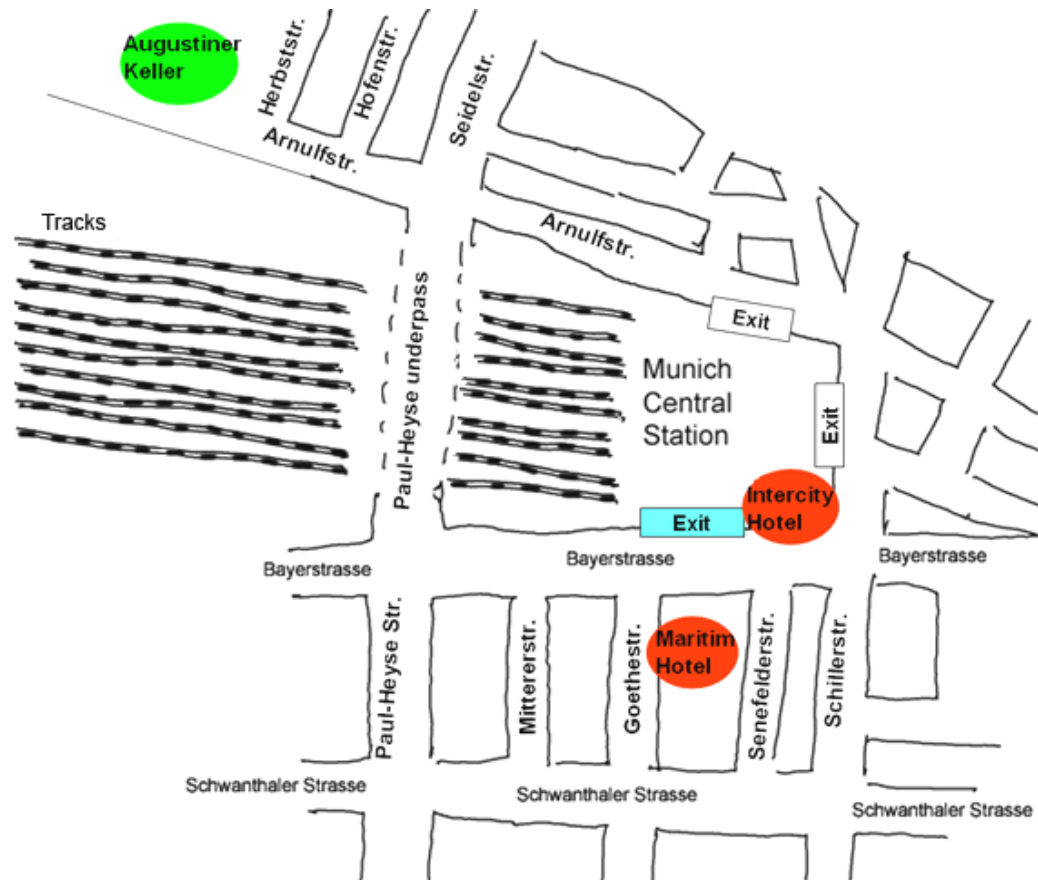 Augustiner
Keller
Herbststr.
Hofenstr.
Seidelstr.
Arnulfstr.
Arnulfstr.
Tracks
Paul-Heyse underpass
Exit
Munich
Central
Station
Exit
Intercity
Hotel
Exit
Bayerstrasse
Bayerstrasse
Bayerstrasse
Paul-Heyse Str.
Mittererstr.
Goethestr.
Maritim
Hotel
Senefelderstr.
Schillerstr.
Schwanthaler Strasse
Schwanthaler Strasse
Schwanthaler Strasse